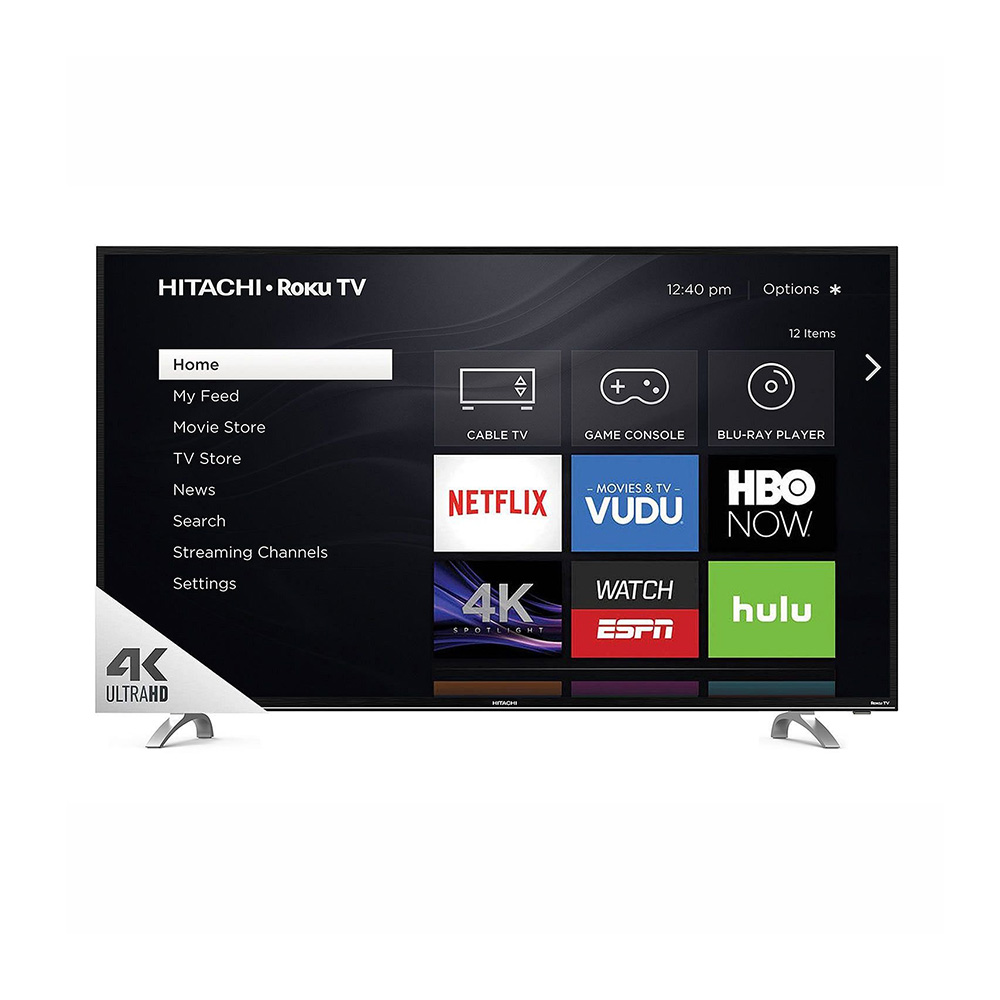 HITACHI • ROKU TV
12:40 pm
Options *
12 Items
Home
My Feed
Movie Store
TV Store
News
Search
Streaming Channels
Settings
CABLE TV
GAME CONSOLE
BLU-RAY PLAYER
NETFLIX
– MOVIES & TV –
VUDU
HBO
NOW
4K
SPOTLIGHT
WATCH
ESPN
hulu
4K
ULTRAHD
HITACHI
Roku TV